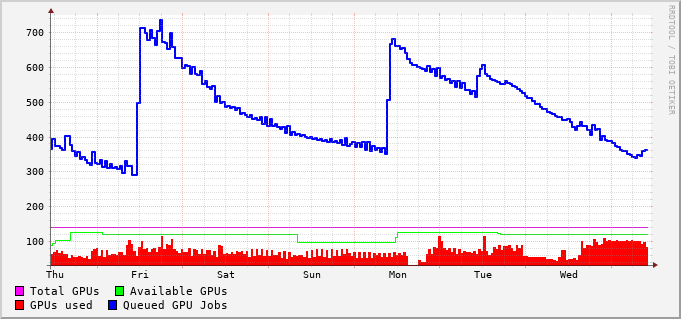 700
600
500
400
300
200
100
Thu Fri Sat Sun Mon Tue Wed
Total GPUs Available GPUs
GPUs used Queued GPU Jobs
RRDTOOL / TOBI OETIKER